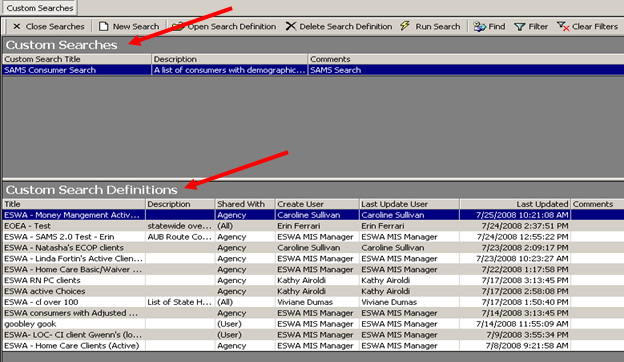 Custom Searches
Close Searches New Search Open Search Definition Delete Search Definition Run Search Find Filter Clear Filters
Custom Searches
Custom Search Title Description Comments
SAMS Consumer Search A list of consumers with demographic... SAMS Search
Custom Search Definitions
Title Description Shared With Create User Last Update User Last Updated Comments
ESWA - Money Mangement Activ... Agency Caroline Sullivan Caroline Sullivan 7/25/2008 10:21:08 AM
EOEA - Test statewide ove... (All) Erin Ferrari Erin Ferrari 7/24/2008 2:37:51 PM
ESWA - SAMS 2.0 Test - Erin AUB Route Co... Agency ESWA MIS Manager ESWA MIS Manager 7/24/2008 12:55:22 PM
ESWA - Natasha's ECOP clients Agency Caroline Sullivan Caroline Sullivan 7/23/2008 2:09:17 PM
ESWA - Linda Fortin's Active Clien... Agency ESWA MIS Manager ESWA MIS Manager 7/23/2008 10:23:27 AM
ESWA - Home Care Basic/Waiver ... Agency ESWA MIS Manager ESWA MIS Manager 7/22/2008 1:17:58 PM
ESWA RN PC clients Agency Kathy Airoldi Kathy Airoldi 7/17/2008 3:13:45 PM
ESWA active Choices Agency Kathy Airoldi Kathy Airoldi 7/17/2008 2:58:08 PM
ESWA - cl over 100 List of State H... (All) Viviane Dumas Viviane Dumas 7/17/2008 1:50:40 PM
ESWA consumers with Adjusted ... Agency ESWA MIS Manager ESWA MIS Manager 7/14/2008 3:13:45 PM
goobley gook (User) ESWA MIS Manager ESWA MIS Manager 7/14/2008 11:55:09 AM
ESWA- LOC- CI client Gwenn's (lo... (User) ESWA MIS Manager ESWA MIS Manager 7/9/2008 3:55:34 PM
ESWA - Home Care Clients (Active) Agency ESWA MIS Manager ESWA MIS Manager 7/8/2008 9:21:58 AM